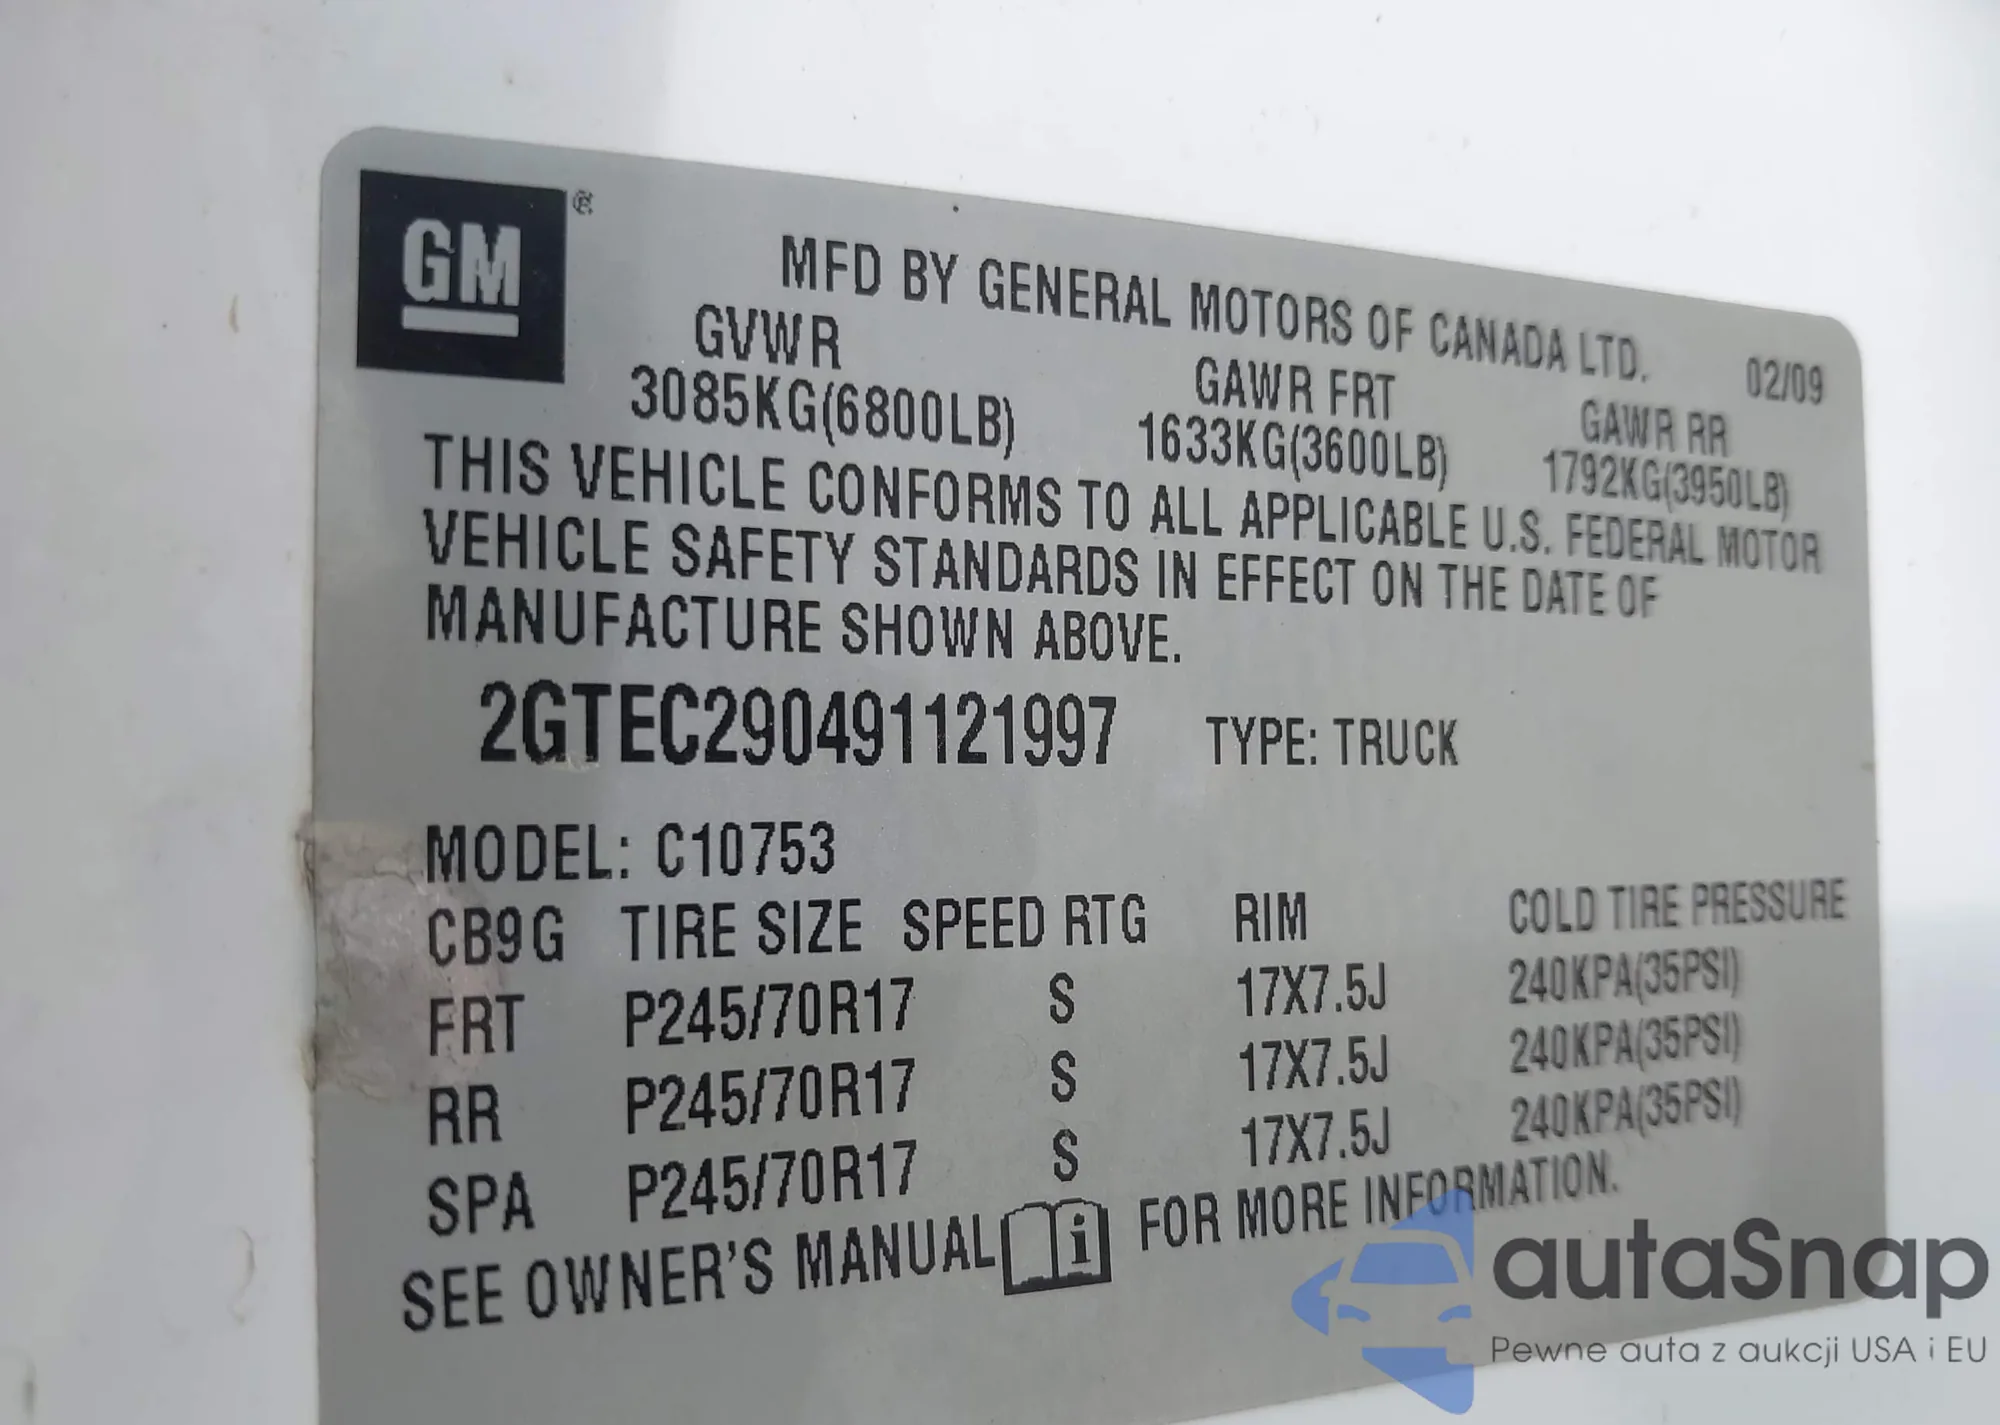 GM ®
MFD BY GENERAL MOTORS OF CANADA LTD. 02/09
GVWR GAWR FRT GAWR RR
3085KG(6800LB) 1633KG(3600LB) 1792KG(3950LB)
THIS VEHICLE CONFORMS TO ALL APPLICABLE U.S. FEDERAL MOTOR
VEHICLE SAFETY STANDARDS IN EFFECT ON THE DATE OF
MANUFACTURE SHOWN ABOVE.
2GTEC290491121997 TYPE: TRUCK
MODEL: C10753
CB9G TIRE SIZE SPEED RTG RIM COLD TIRE PRESSURE
FRT P245/70R17 S 17X7.5J 240KPA(35PSI)
RR P245/70R17 S 17X7.5J 240KPA(35PSI)
SPA P245/70R17 S 17X7.5J 240KPA(35PSI)
SEE OWNER'S MANUAL i FOR MORE INFORMATION.
autaSnap
Pewne auta z aukcji USA i EU